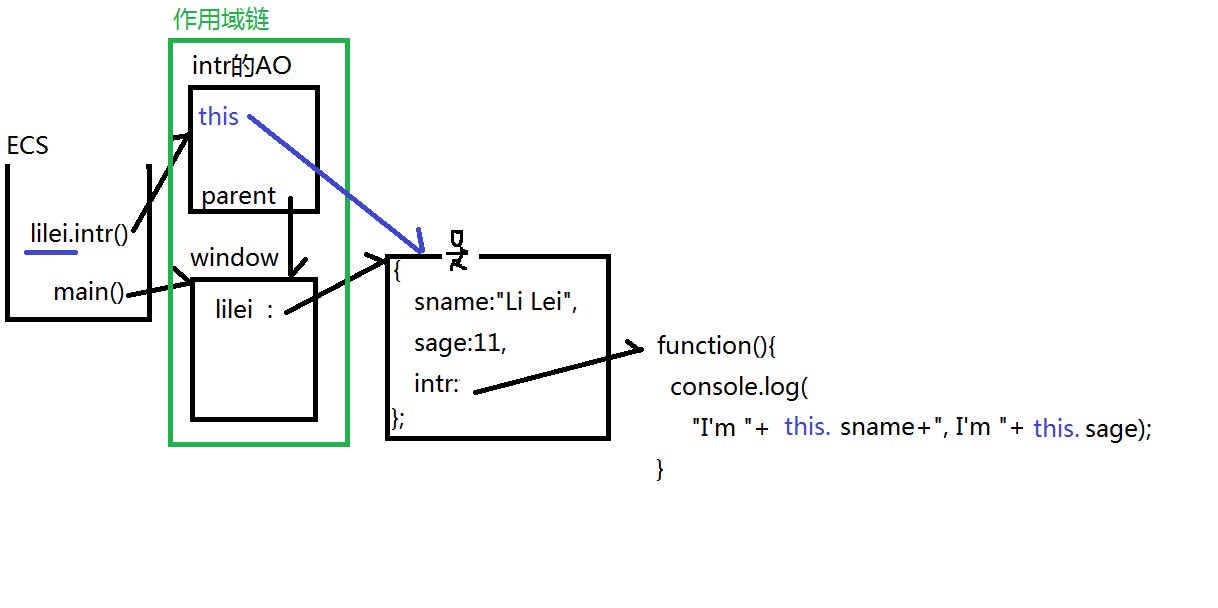 作用域链
intr的AO
this
ECS
parent
lilei.intr()
window
main()
lilei :
{
sname:"Li Lei",
sage:11,
intr:
};
function(){
console.log(
"I'm "+ this. sname+", I'm "+ this. sage);
}